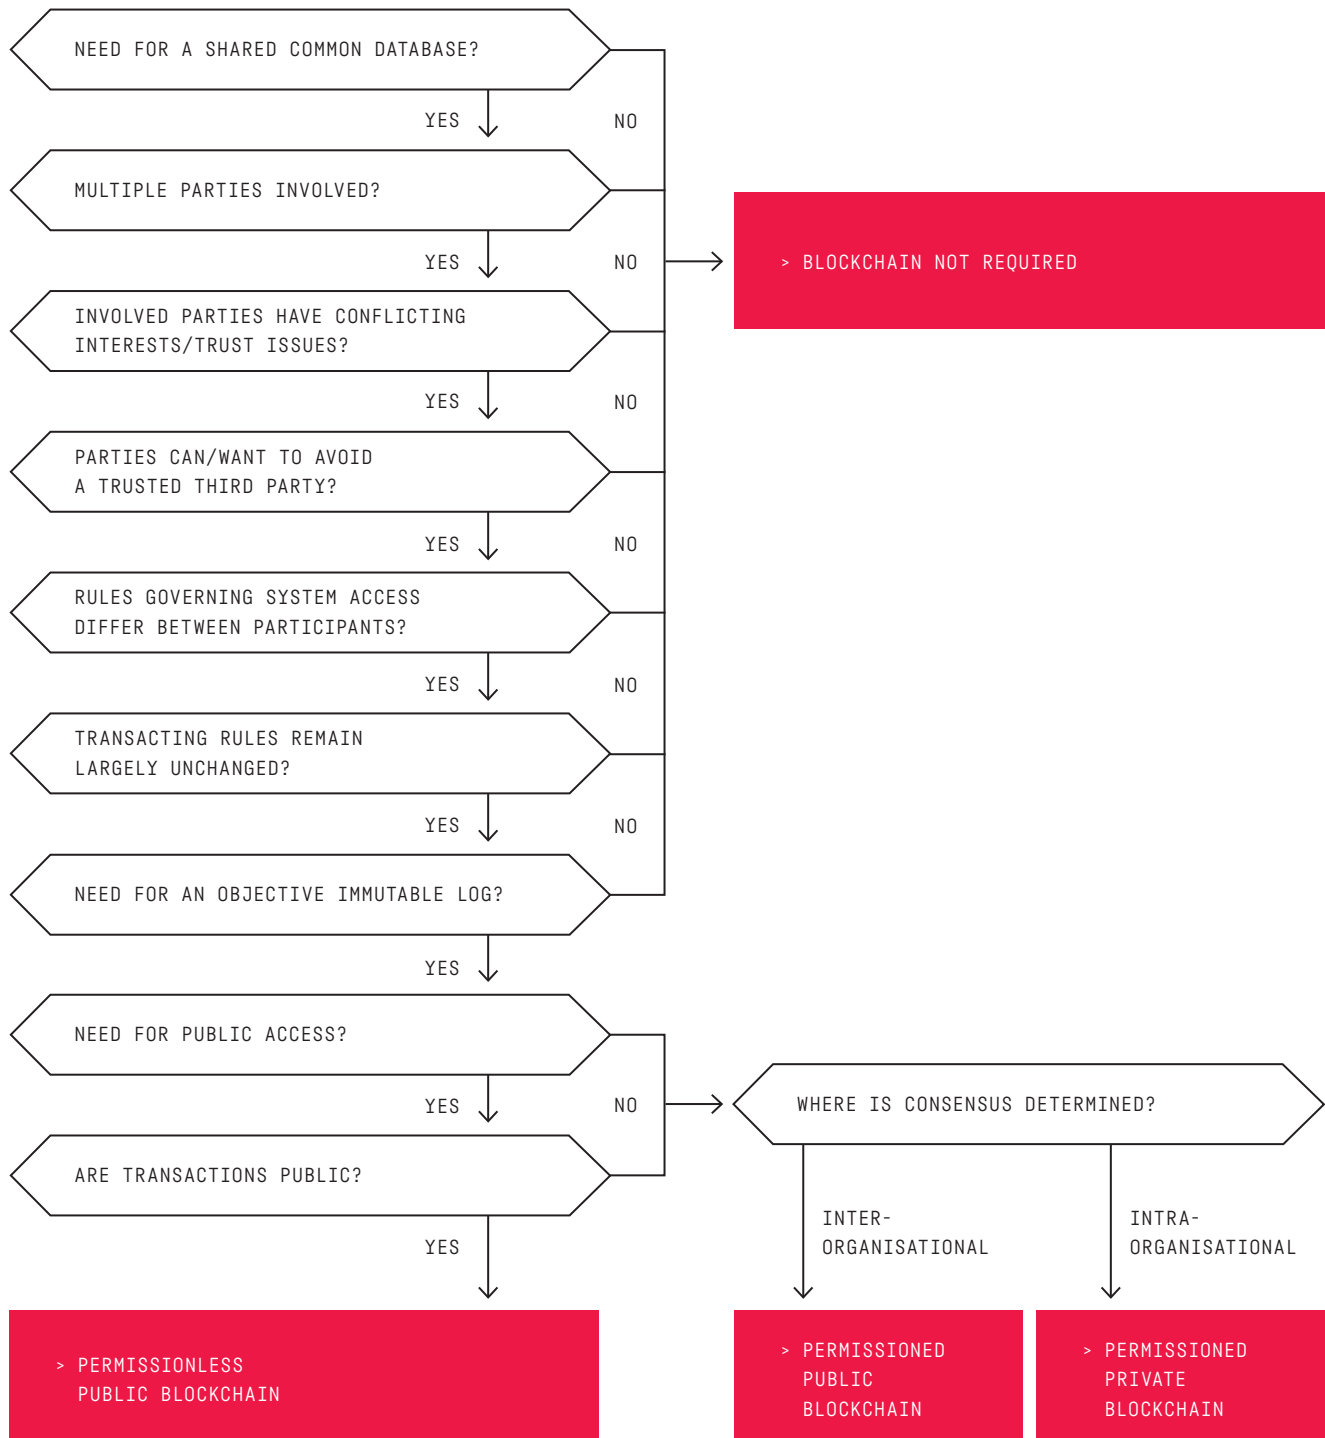 NEED FOR A SHARED COMMON DATABASE?
YES
NO
MULTIPLE PARTIES INVOLVED?
YES
NO
> BLOCKCHAIN NOT REQUIRED
INVOLVED PARTIES HAVE CONFLICTING
INTERESTS/TRUST ISSUES?
YES
NO
PARTIES CAN/WANT TO AVOID
A TRUSTED THIRD PARTY?
YES
NO
RULES GOVERNING SYSTEM ACCESS
DIFFER BETWEEN PARTICIPANTS?
YES
NO
TRANSACTING RULES REMAIN
LARGELY UNCHANGED?
YES
NO
NEED FOR AN OBJECTIVE IMMUTABLE LOG?
YES
NEED FOR PUBLIC ACCESS?
YES
NO
WHERE IS CONSENSUS DETERMINED?
ARE TRANSACTIONS PUBLIC?
YES
INTER-
ORGANISATIONAL
INTRA-
ORGANISATIONAL
> PERMISSIONLESS
PUBLIC BLOCKCHAIN
> PERMISSIONED
PUBLIC
BLOCKCHAIN
> PERMISSIONED
PRIVATE
BLOCKCHAIN